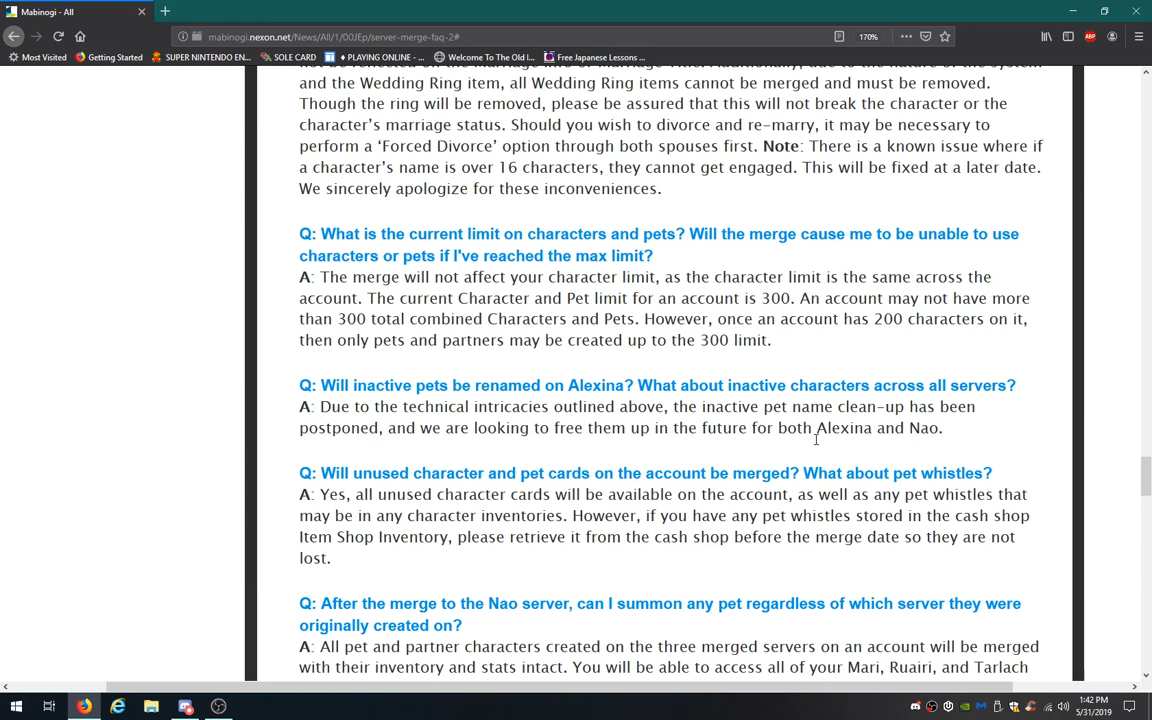 Mabinogi - All
mabinogi.nexon.net/News/All/1/00JEp/server-merge-faq-2#
170%
Most Visited
Getting Started
SUPER NINTENDO EN...
SOLE CARD
♦ PLAYING ONLINE - ...
Welcome To The Old I...
Free Japanese Lessons ...
and the Wedding Ring item, all Wedding Ring items cannot be merged and must be removed.
Though the ring will be removed, please be assured that this will not break the character or the
character's marriage status. Should you wish to divorce and re-marry, it may be necessary to
perform a 'Forced Divorce' option through both spouses first. Note: There is a known issue where if
a character's name is over 16 characters, they cannot get engaged. This will be fixed at a later date.
We sincerely apologize for these inconveniences.
Q: What is the current limit on characters and pets? Will the merge cause me to be unable to use
characters or pets if I've reached the max limit?
A: The merge will not affect your character limit, as the character limit is the same across the
account. The current Character and Pet limit for an account is 300. An account may not have more
than 300 total combined Characters and Pets. However, once an account has 200 characters on it,
then only pets and partners may be created up to the 300 limit.
Q: Will inactive pets be renamed on Alexina? What about inactive characters across all servers?
A: Due to the technical intricacies outlined above, the inactive pet name clean-up has been
postponed, and we are looking to free them up in the future for both Alexina and Nao.
Q: Will unused character and pet cards on the account be merged? What about pet whistles?
A: Yes, all unused character cards will be available on the account, as well as any pet whistles that
may be in any character inventories. However, if you have any pet whistles stored in the cash shop
Item Shop Inventory, please retrieve it from the cash shop before the merge date so they are not
lost.
Q: After the merge to the Nao server, can I summon any pet regardless of which server they were
originally created on?
A: All pet and partner characters created on the three merged servers on an account will be merged
with their inventory and stats intact. You will be able to access all of your Mari, Ruairi, and Tarlach
1:42 PM
5/31/2019